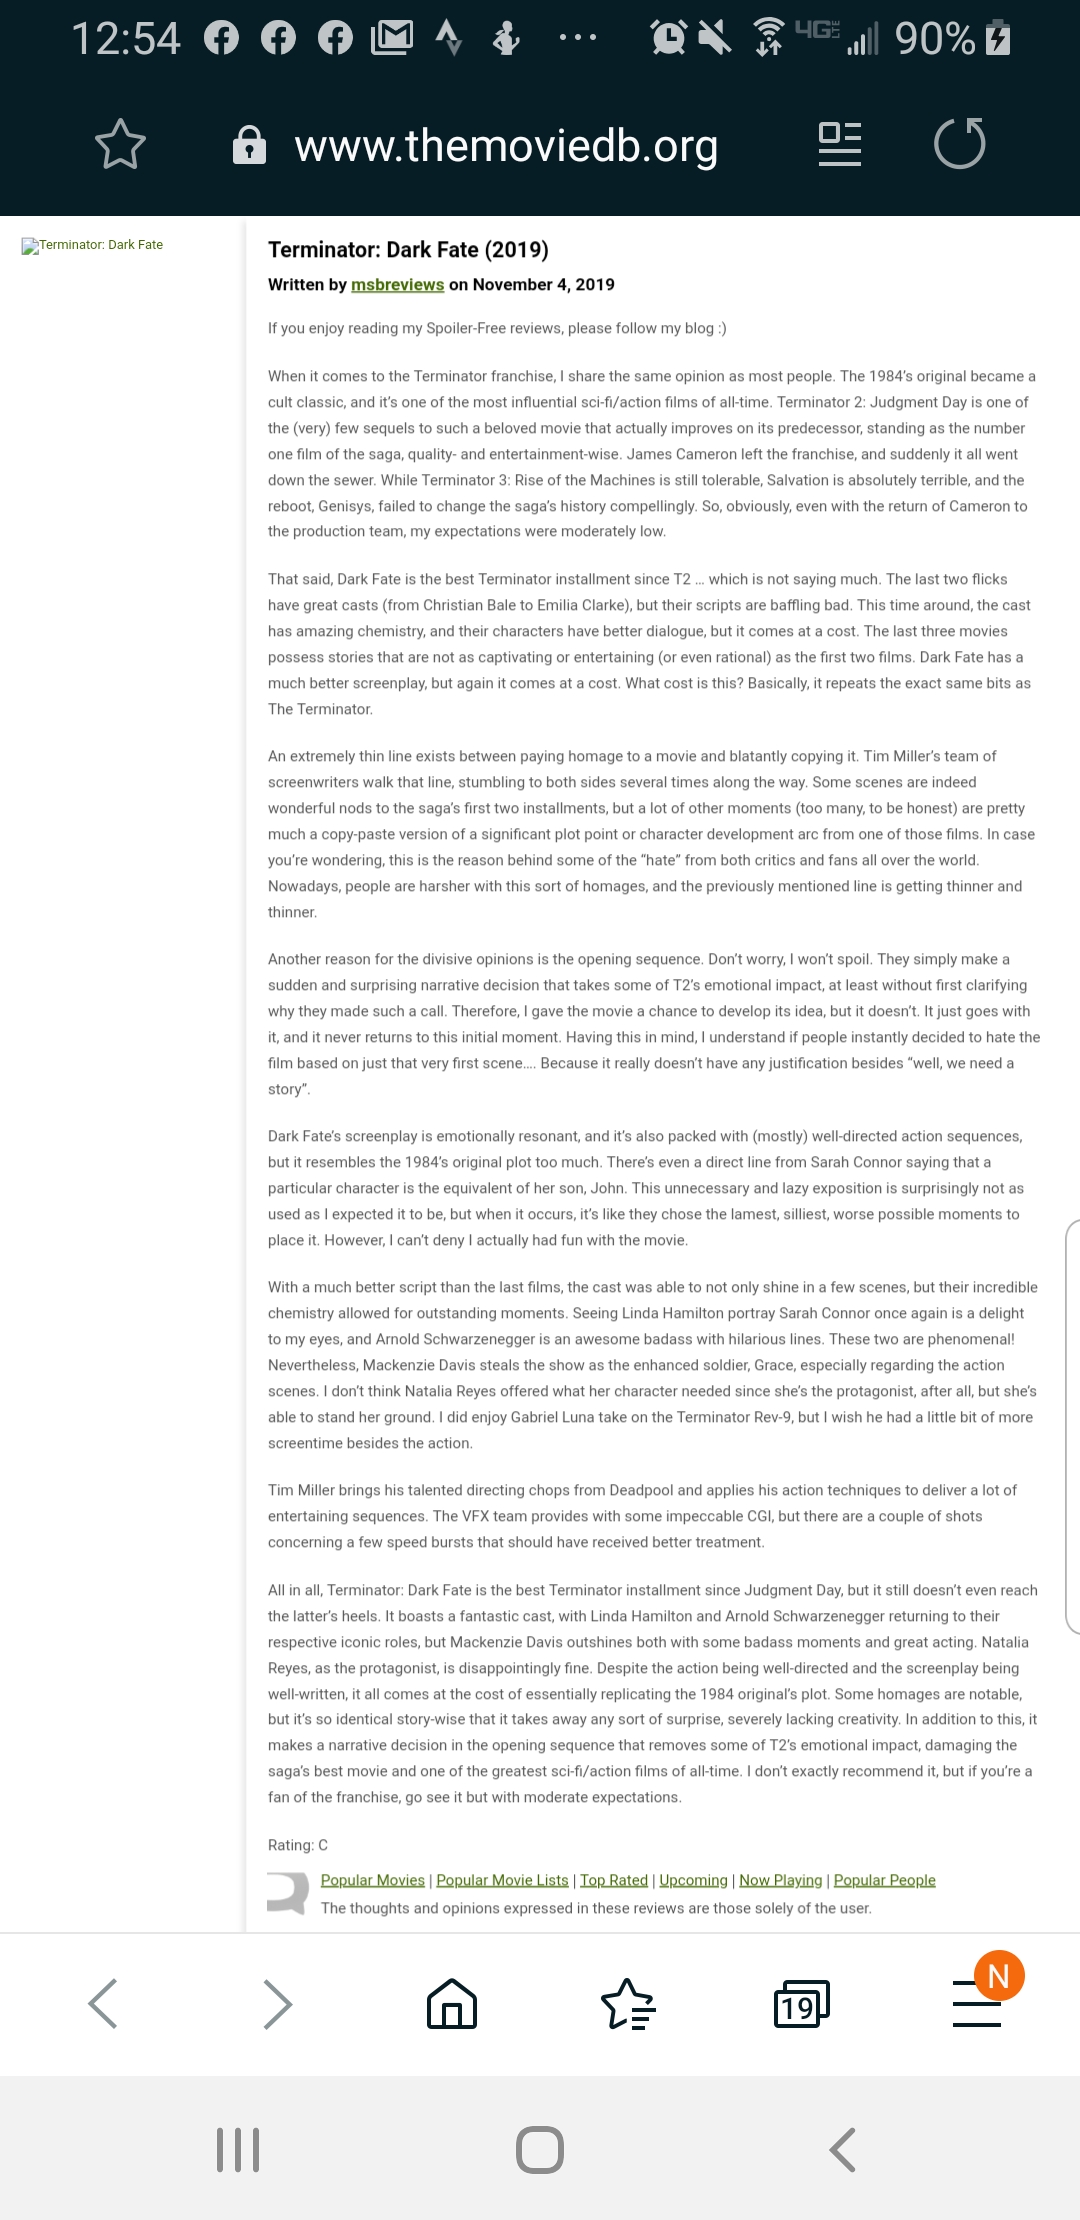 12:54
4G LTE
90%
www.themoviedb.org
Terminator: Dark Fate
Terminator: Dark Fate (2019)
Written by msbreviews on November 4, 2019
If you enjoy reading my Spoiler-Free reviews, please follow my blog :)
When it comes to the Terminator franchise, I share the same opinion as most people. The 1984's original became a
cult classic, and it's one of the most influential sci-fi/action films of all-time. Terminator 2: Judgment Day is one of
the (very) few sequels to such a beloved movie that actually improves on its predecessor, standing as the number
one film of the saga, quality- and entertainment-wise. James Cameron left the franchise, and suddenly it all went
down the sewer. While Terminator 3: Rise of the Machines is still tolerable, Salvation is absolutely terrible, and the
reboot, Genisys, failed to change the saga's history compellingly. So, obviously, even with the return of Cameron to
the production team, my expectations were moderately low.
That said, Dark Fate is the best Terminator installment since T2 … which is not saying much. The last two flicks
have great casts (from Christian Bale to Emilia Clarke), but their scripts are baffling bad. This time around, the cast
has amazing chemistry, and their characters have better dialogue, but it comes at a cost. The last three movies
possess stories that are not as captivating or entertaining (or even rational) as the first two films. Dark Fate has a
much better screenplay, but again it comes at a cost. What cost is this? Basically, it repeats the exact same bits as
The Terminator.
An extremely thin line exists between paying homage to a movie and blatantly copying it. Tim Miller's team of
screenwriters walk that line, stumbling to both sides several times along the way. Some scenes are indeed
wonderful nods to the saga's first two installments, but a lot of other moments (too many, to be honest) are pretty
much a copy-paste version of a significant plot point or character development arc from one of those films. In case
you're wondering, this is the reason behind some of the "hate" from both critics and fans all over the world.
Nowadays, people are harsher with this sort of homages, and the previously mentioned line is getting thinner and
thinner.
Another reason for the divisive opinions is the opening sequence. Don't worry, I won't spoil. They simply make a
sudden and surprising narrative decision that takes some of T2's emotional impact, at least without first clarifying
why they made such a call. Therefore, I gave the movie a chance to develop its idea, but it doesn't. It just goes with
it, and it never returns to this initial moment. Having this in mind, I understand if people instantly decided to hate the
film based on just that very first scene…. Because it really doesn't have any justification besides "well, we need a
story".
Dark Fate's screenplay is emotionally resonant, and it's also packed with (mostly) well-directed action sequences,
but it resembles the 1984's original plot too much. There's even a direct line from Sarah Connor saying that a
particular character is the equivalent of her son, John. This unnecessary and lazy exposition is surprisingly not as
used as I expected it to be, but when it occurs, it's like they chose the lamest, silliest, worse possible moments to
place it. However, I can't deny I actually had fun with the movie.
With a much better script than the last films, the cast was able to not only shine in a few scenes, but their incredible
chemistry allowed for outstanding moments. Seeing Linda Hamilton portray Sarah Connor once again is a delight
to my eyes, and Arnold Schwarzenegger is an awesome badass with hilarious lines. These two are phenomenal!
Nevertheless, Mackenzie Davis steals the show as the enhanced soldier, Grace, especially regarding the action
scenes. I don't think Natalia Reyes offered what her character needed since she's the protagonist, after all, but she's
able to stand her ground. I did enjoy Gabriel Luna take on the Terminator Rev-9, but I wish he had a little bit of more
screentime besides the action.
Tim Miller brings his talented directing chops from Deadpool and applies his action techniques to deliver a lot of
entertaining sequences. The VFX team provides with some impeccable CGI, but there are a couple of shots
concerning a few speed bursts that should have received better treatment.
All in all, Terminator: Dark Fate is the best Terminator installment since Judgment Day, but it still doesn't even reach
the latter's heels. It boasts a fantastic cast, with Linda Hamilton and Arnold Schwarzenegger returning to their
respective iconic roles, but Mackenzie Davis outshines both with some badass moments and great acting. Natalia
Reyes, as the protagonist, is disappointingly fine. Despite the action being well-directed and the screenplay being
well-written, it all comes at the cost of essentially replicating the 1984 original's plot. Some homages are notable,
but it's so identical story-wise that it takes away any sort of surprise, severely lacking creativity. In addition to this, it
makes a narrative decision in the opening sequence that removes some of T2's emotional impact, damaging the
saga's best movie and one of the greatest sci-fi/action films of all-time. I don't exactly recommend it, but if you're a
fan of the franchise, go see it but with moderate expectations.
Rating: C
Popular Movies | Popular Movie Lists | Top Rated | Upcoming | Now Playing | Popular People
The thoughts and opinions expressed in these reviews are those solely of the user.
19
N